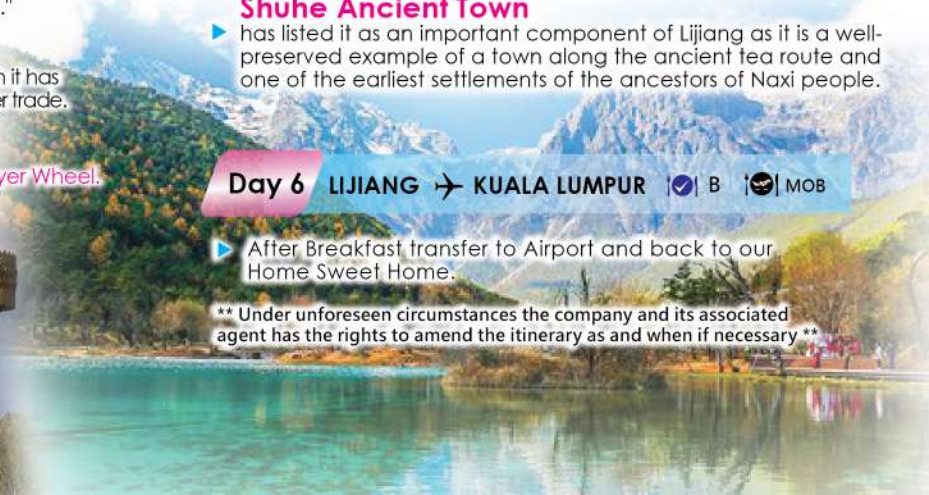 ."
Shuhe Ancient Town
has listed it as an important component of Lijiang as it is a well-
preserved example of a town along the ancient tea route and
one of the earliest settlements of the ancestors of Naxi people.
it has
trade.
Wheel.
Day 6 LIJIANG KUALA LUMPUR B MOB
After Breakfast transfer to Airport and back to our
Home Sweet Home.
** Under unforeseen circumstances the company and its associated
agent has the rights to amend the itinerary as and when if necessary **